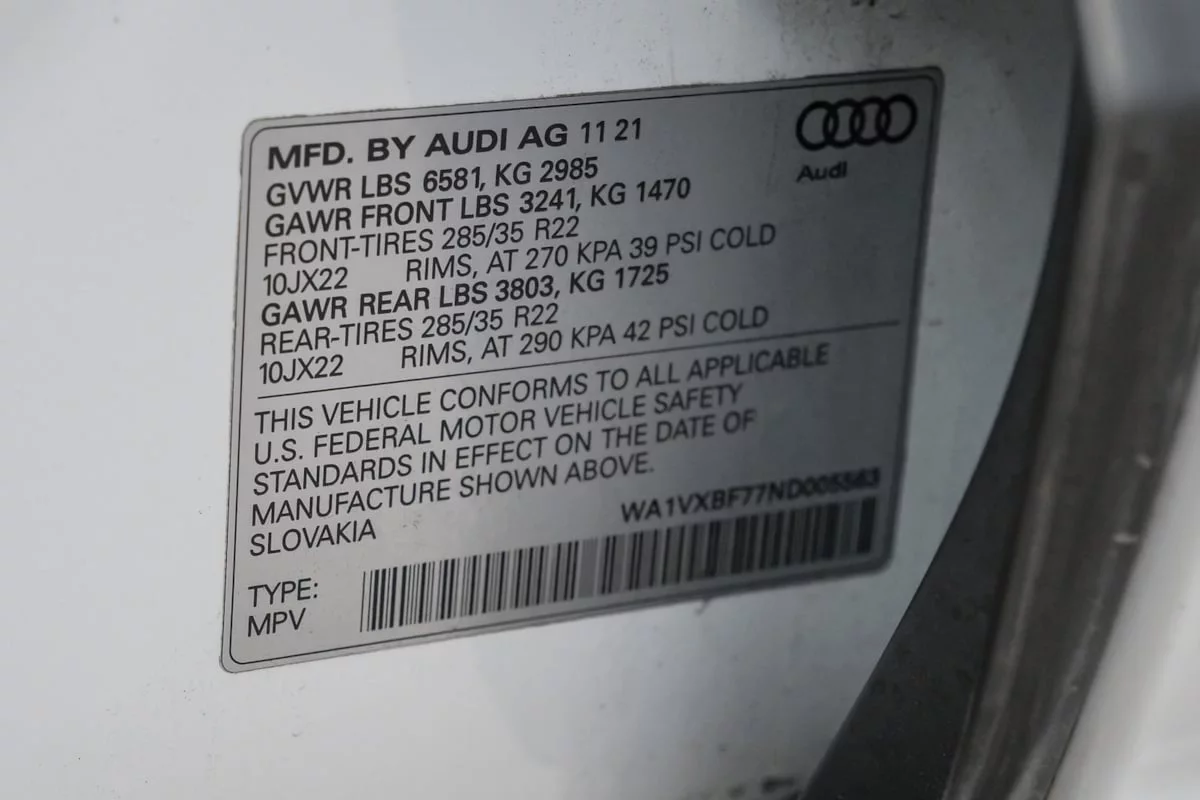 MFD. BY AUDI AG 11 21
Audi
GVWR LBS 6581, KG 2985
GAWR FRONT LBS 3241, KG 1470
FRONT-TIRES 285/35 R22
10JX22 RIMS, AT 270 KPA 39 PSI COLD
GAWR REAR LBS 3803, KG 1725
REAR-TIRES 285/35 R22
10JX22 RIMS, AT 290 KPA 42 PSI COLD
THIS VEHICLE CONFORMS TO ALL APPLICABLE
U.S. FEDERAL MOTOR VEHICLE SAFETY
STANDARDS IN EFFECT ON THE DATE OF
MANUFACTURE SHOWN ABOVE.
SLOVAKIA
WA1VXBF77ND005563
TYPE:
MPV